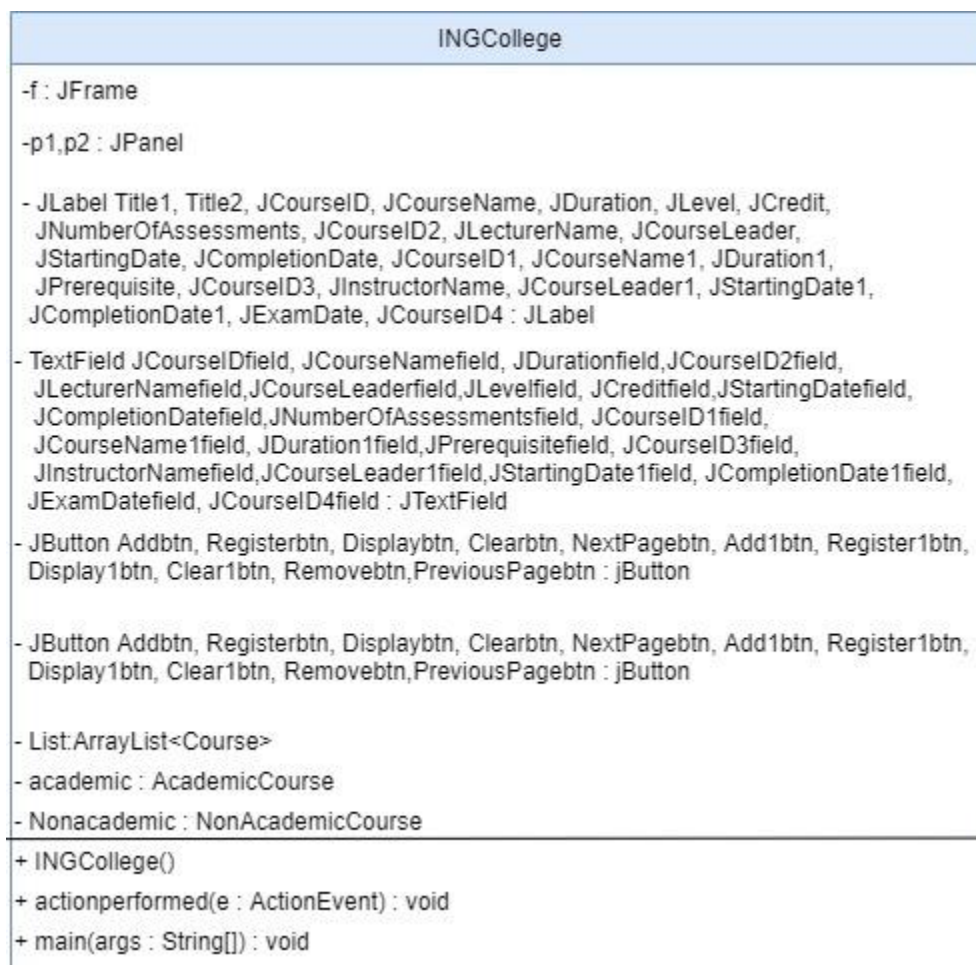 INGCollege
-f : JFrame
-p1,p2 : JPanel
- JLabel Title1, Title2, JCourseID, JCourseName, JDuration, JLevel, JCredit,
JNumberOfAssessments, JCourseID2, JLecturerName, JCourseLeader,
JStartingDate, JCompletionDate, JCourseID1, JCourseName1, JDuration1,
JPrerequisite, JCourseID3, JInstructorName, JCourseLeader1, JStartingDate1,
JCompletionDate1, JExamDate, JCourseID4 : JLabel
- TextField JCourseIDfield, JCourseNamefield, JDurationfield,JCourseID2field,
JLecturerNamefield,JCourseLeaderfield,JLevelfield, JCreditfield,JStartingDatefield,
JCompletionDatefield,JNumberOfAssessmentsfield, JCourseID1field,
JCourseName1field, JDuration1field,JPrerequisitefield, JCourseID3field,
JInstructorNamefield,JCourseLeader1field,JStartingDate1field, JCompletionDate1field,
JExamDatefield, JCourseID4field : JTextField
- JButton Addbtn, Registerbtn, Displaybtn, Clearbtn, NextPagebtn, Add1btn, Register1btn,
Display1btn, Clear1btn, Removebtn,PreviousPagebtn : jButton
- JButton Addbtn, Registerbtn, Displaybtn, Clearbtn, NextPagebtn, Add1btn, Register1btn,
Display1btn, Clear1btn, Removebtn,PreviousPagebtn : jButton
- List:ArrayList<Course>
- academic : AcademicCourse
- Nonacademic : NonAcademicCourse
+ INGCollege()
+ actionperformed(e : ActionEvent) : void
+ main(args : String[]) : void